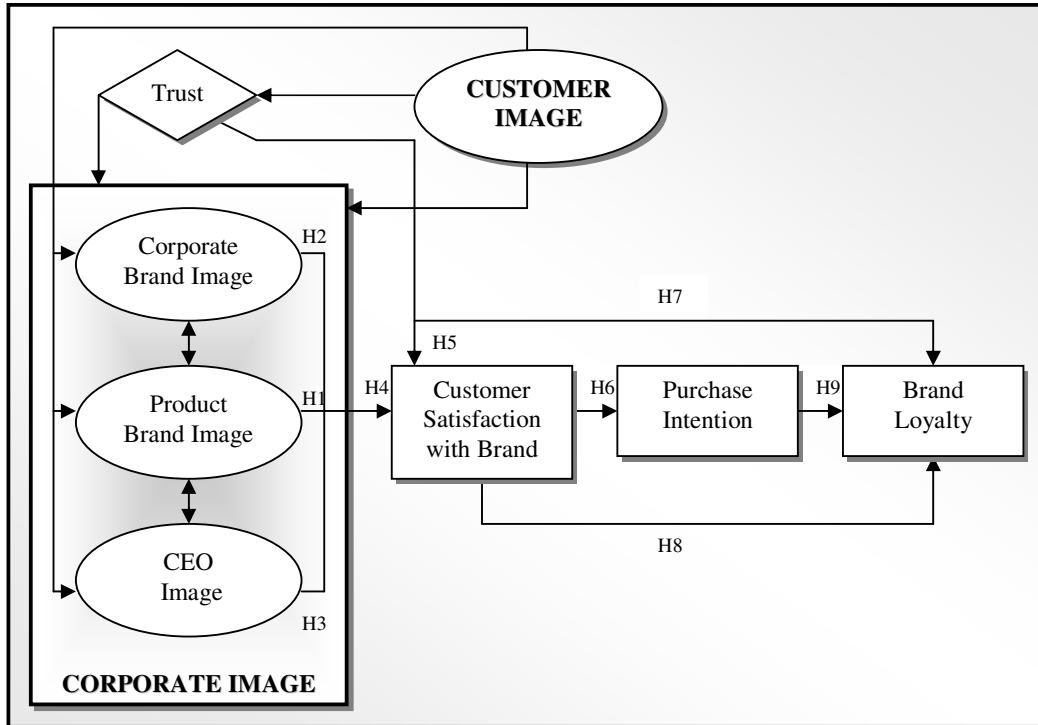 Trust
CUSTOMER
IMAGE
Corporate
Brand Image
H2
H7
H5
Product
Brand Image
H1
H4
Customer
Satisfaction
with Brand
H6
Purchase
Intention
H9
Brand
Loyalty
H8
CEO
Image
H3
CORPORATE IMAGE